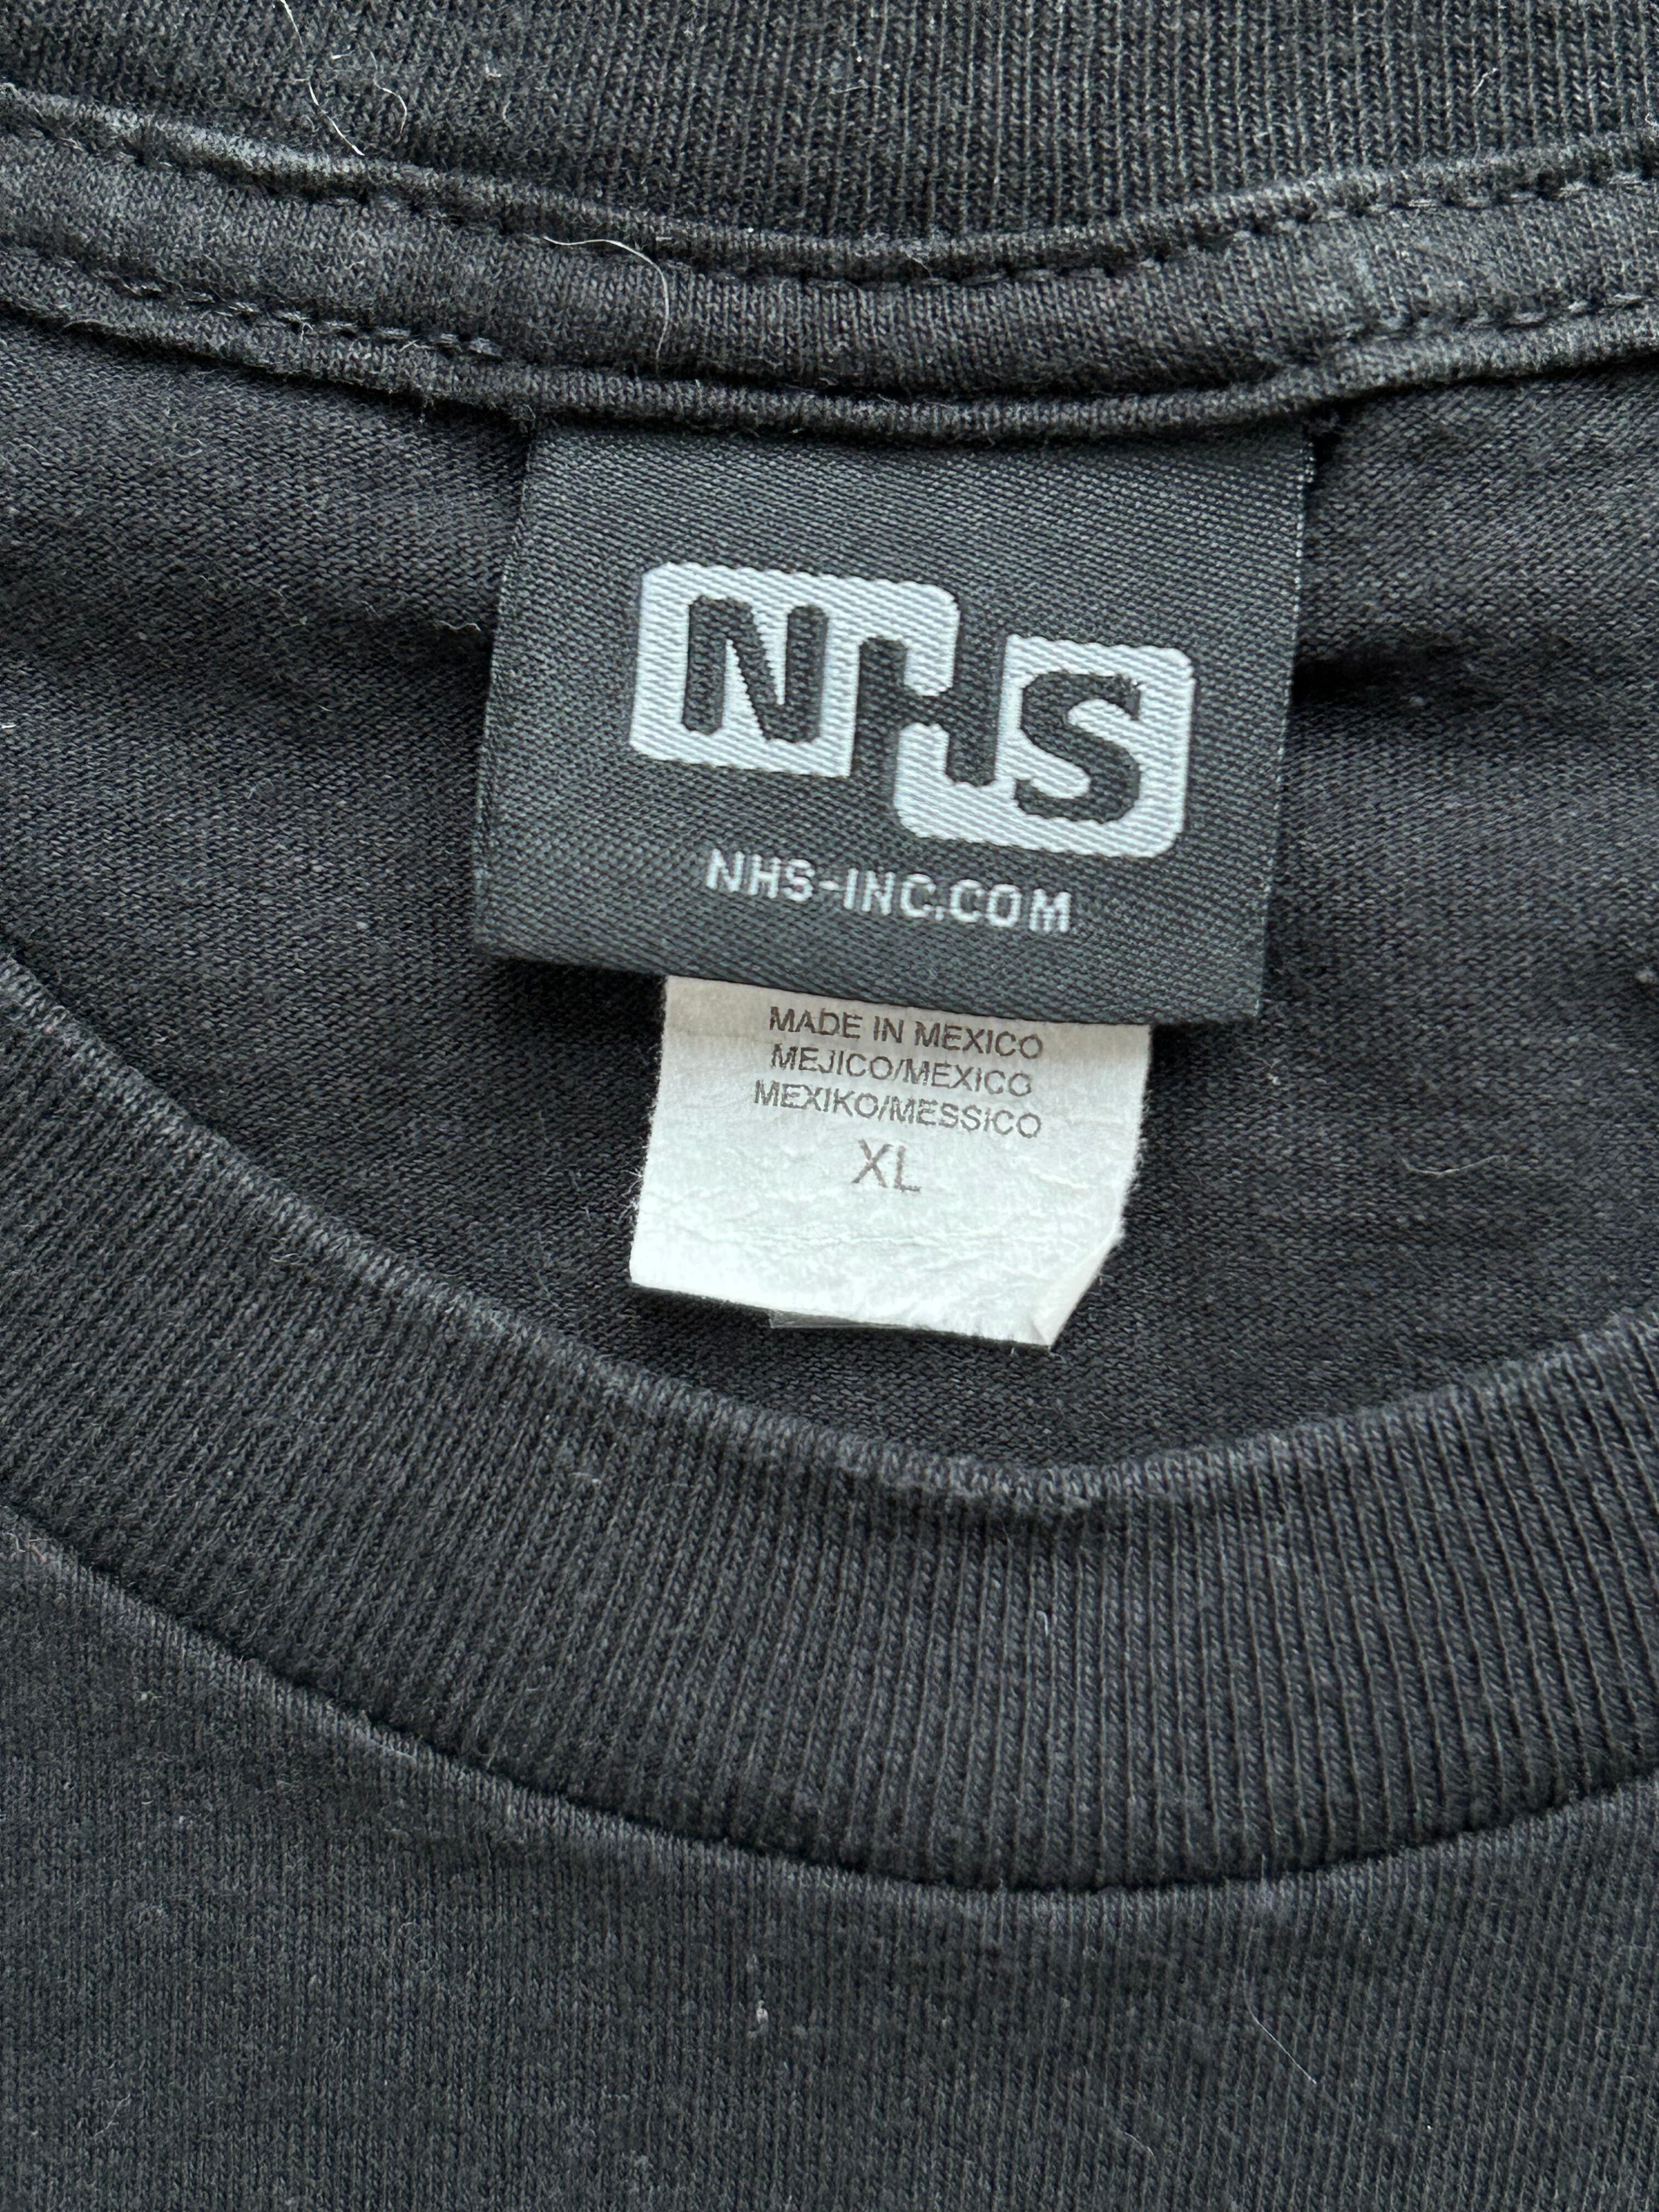 NHS
NHS-INC.COM
MADE IN MEXICO
MEJICO/MEXICO
MEXIKO/MESSICO
XL